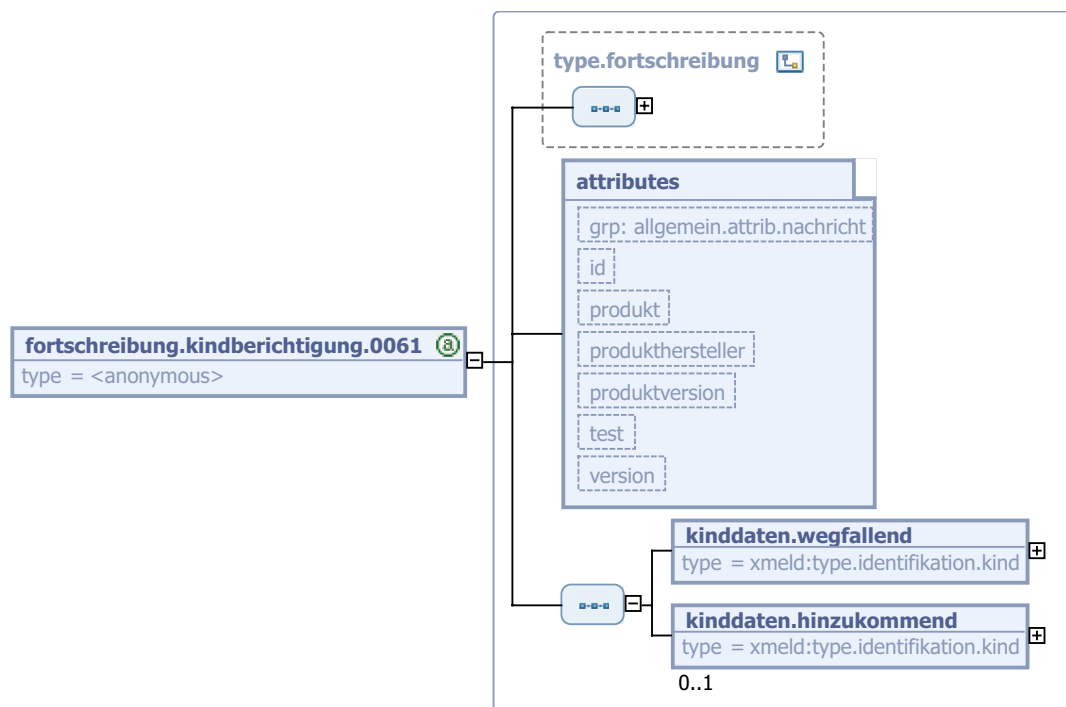 type.fortschreibung
attributes
grp: allgemein.attrib.nachricht
id
produkt
produkthersteller
produktversion
test
version
fortschreibung.kindberichtigung.0061 @
type = <anonymous>
kinddaten.wegfallend
type = xmeld:type.identifikation.kind
kinddaten.hinzukommend
type = xmeld:type.identifikation.kind
0..1